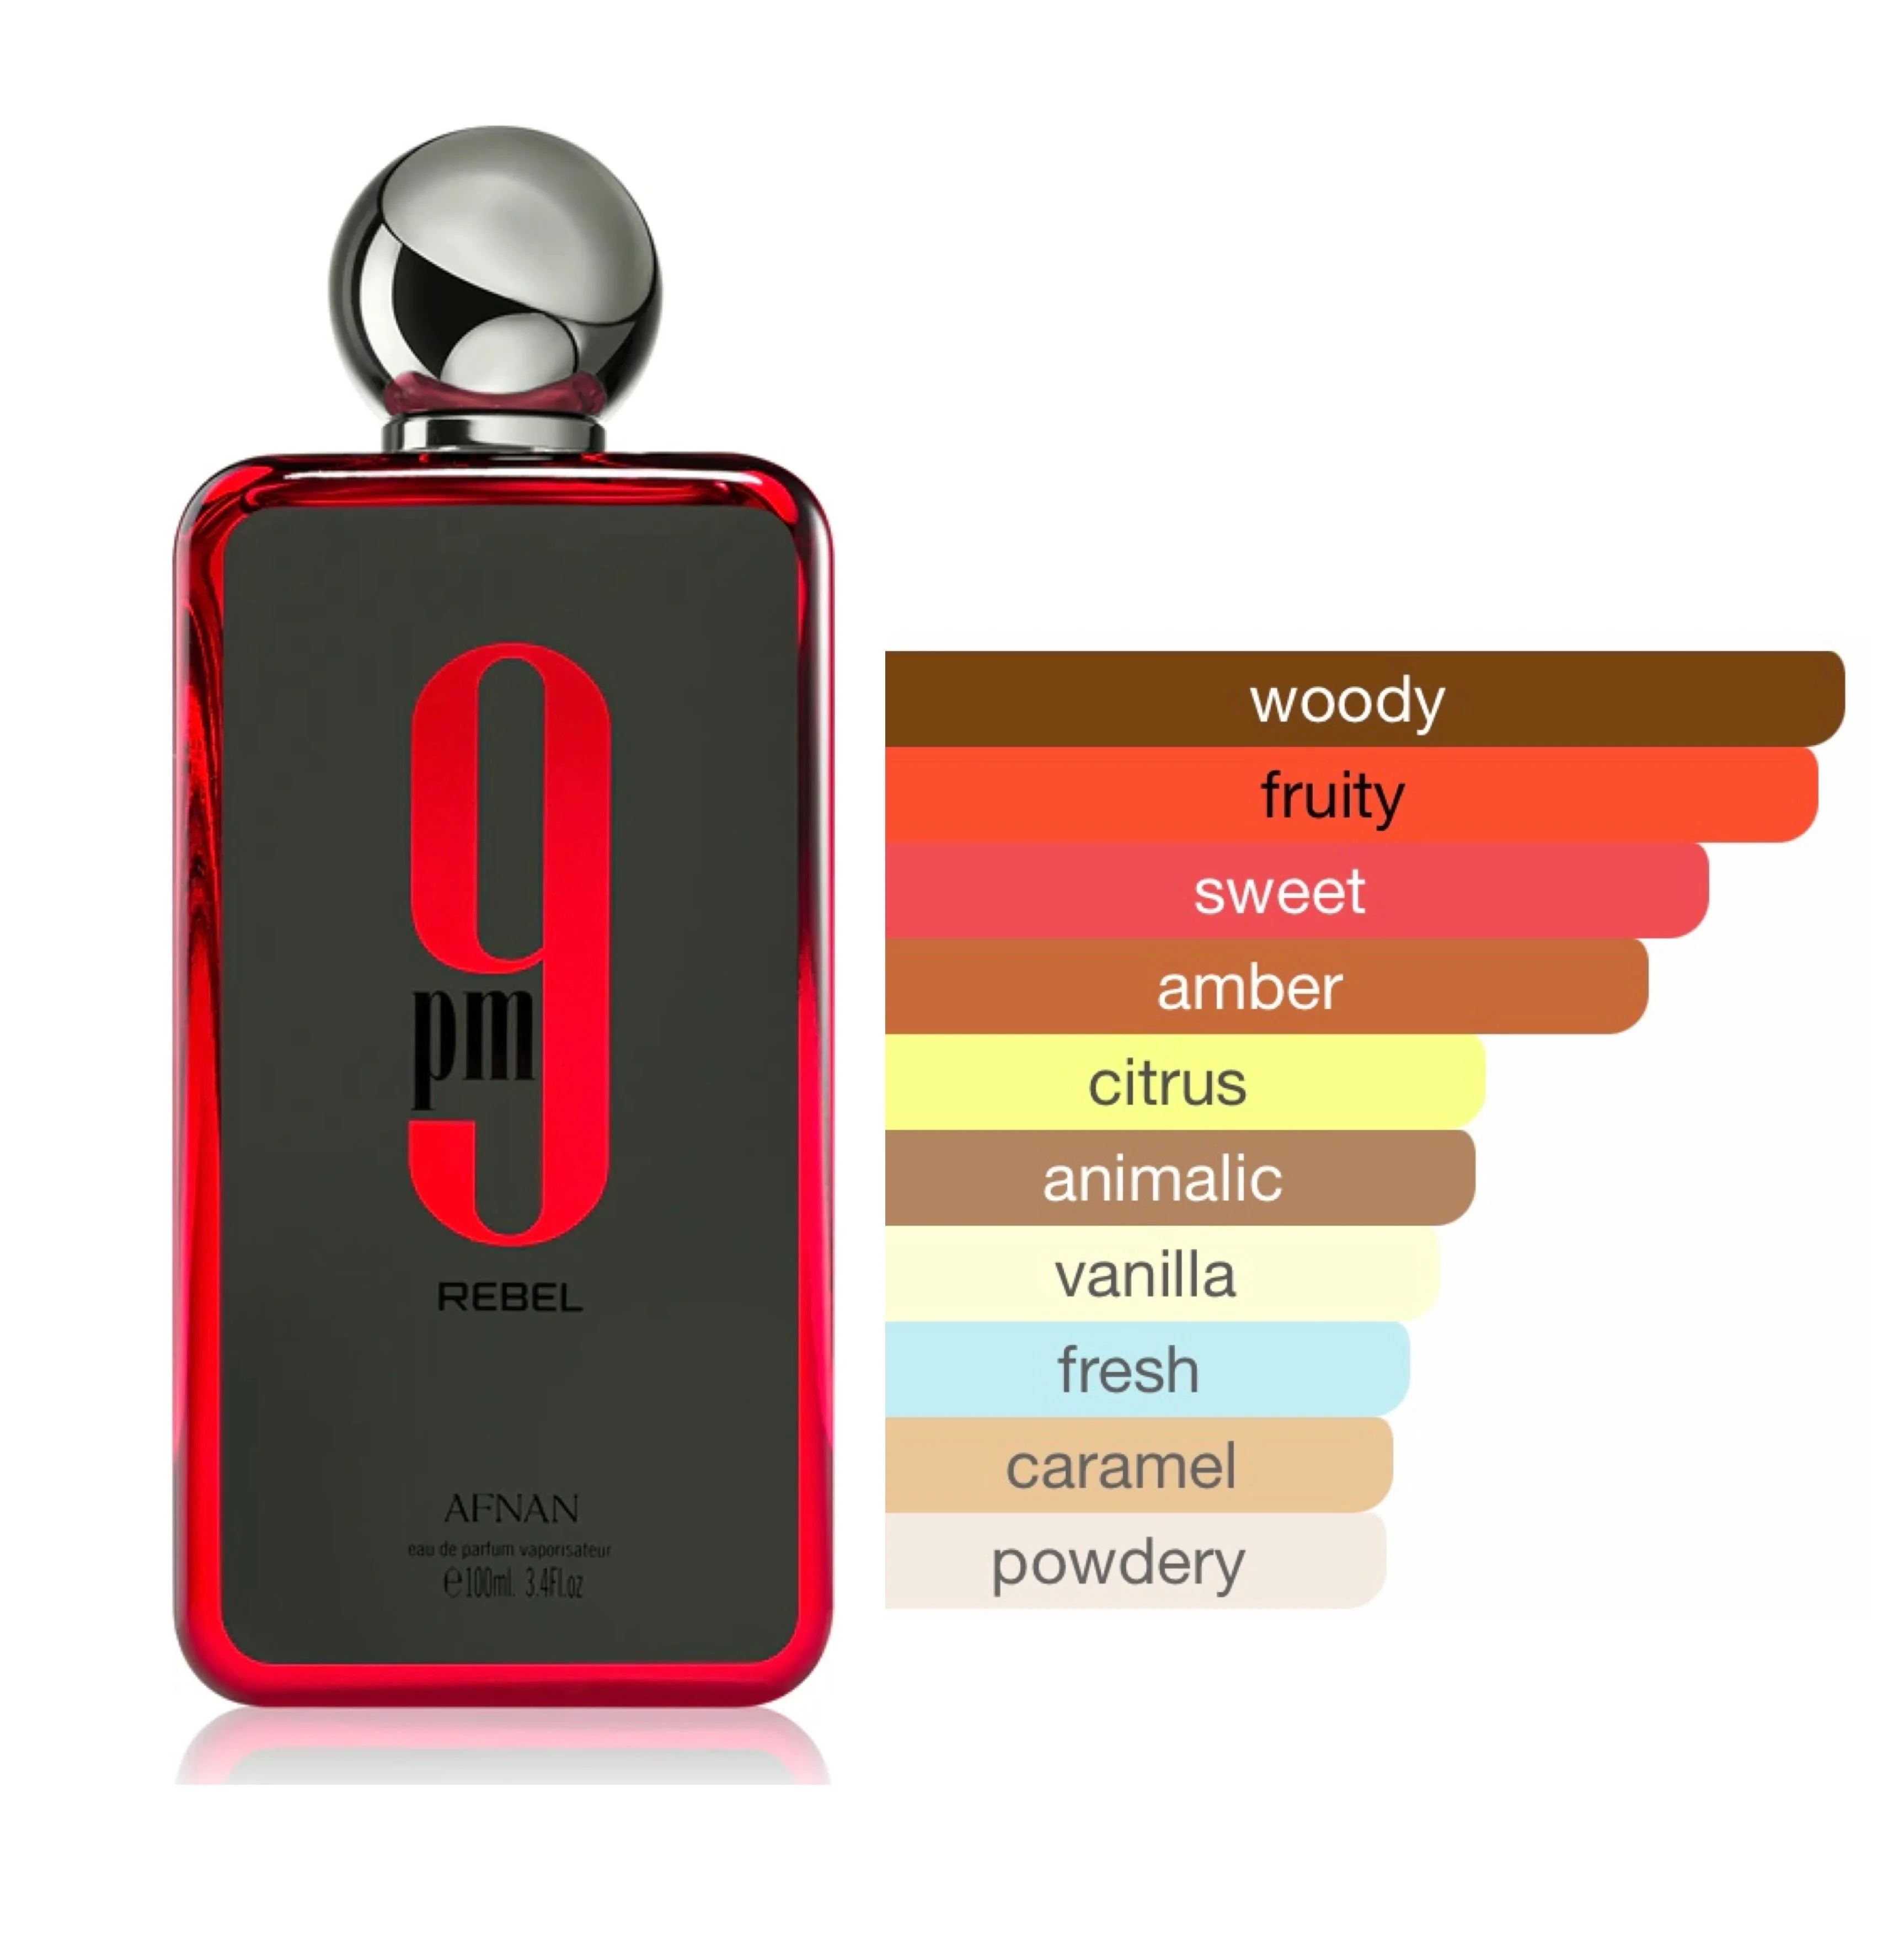 9
pm
REBEL
AFNAN
eau de parfum vaporisateur
℮100ml. 3.4Fl.oz
woody
fruity
sweet
amber
citrus
animalic
vanilla
fresh
caramel
powdery